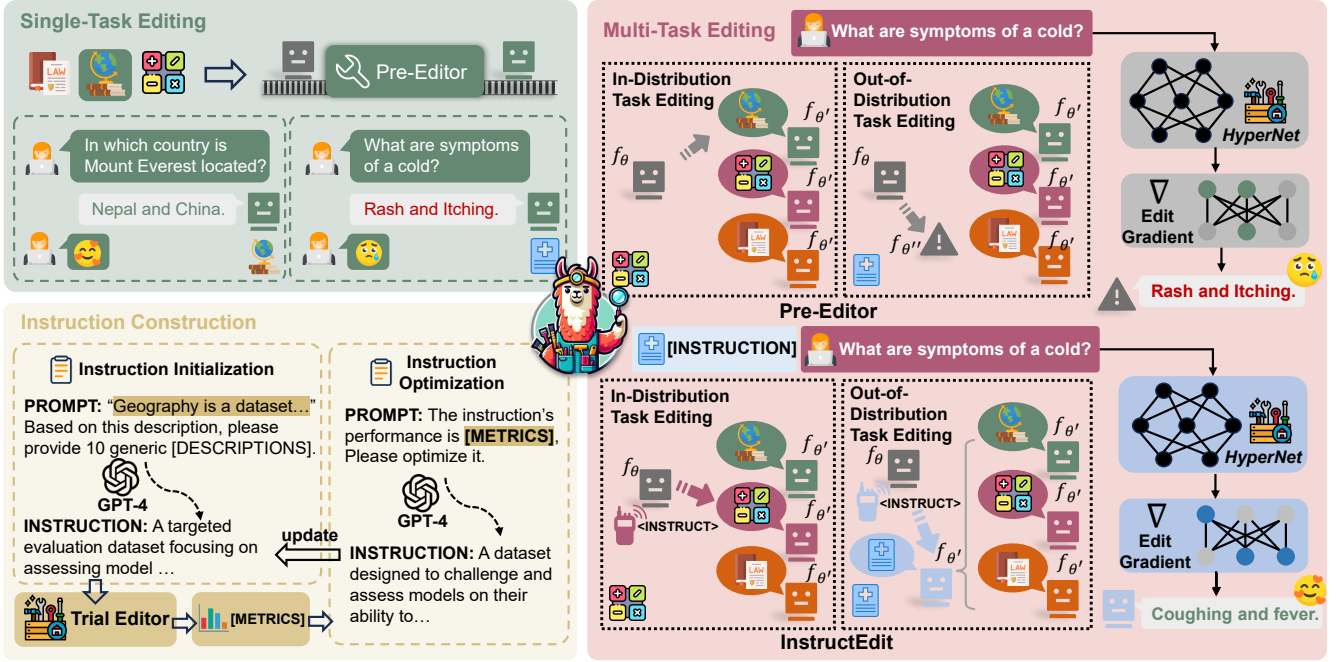 Single-Task Editing
LAW
Pre-Editor
In which country is
Mount Everest located?
Nepal and China.
What are symptoms
of a cold?
Rash and Itching.
Instruction Construction
Instruction Initialization
PROMPT: “Geography is a dataset…”
Based on this description, please
provide 10 generic [DESCRIPTIONS].
GPT-4
INSTRUCTION: A targeted
evaluation dataset focusing on
assessing model …
Trial Editor
[METRICS]
update
Instruction
Optimization
PROMPT: The instruction’s
performance is [METRICS],
Please optimize it.
GPT-4
INSTRUCTION: A dataset
designed to challenge and
assess models on their
ability to…
Multi-Task Editing
What are symptoms of a cold?
In-Distribution
Task Editing
fθ
fθ′
fθ′
LAW
fθ′
Out-of-
Distribution
Task Editing
fθ
fθ′′
fθ′
fθ′
LAW
fθ′
Pre-Editor
HyperNet
∇
Edit
Gradient
Rash and Itching.
[INSTRUCTION]
What are symptoms of a cold?
In-Distribution
Task Editing
fθ
<INSTRUCT>
fθ′
fθ′
LAW
fθ′
Out-of-
Distribution
Task Editing
fθ
<INSTRUCT>
fθ′
fθ′
fθ′
LAW
fθ′
InstructEdit
HyperNet
∇
Edit
Gradient
Coughing and fever.